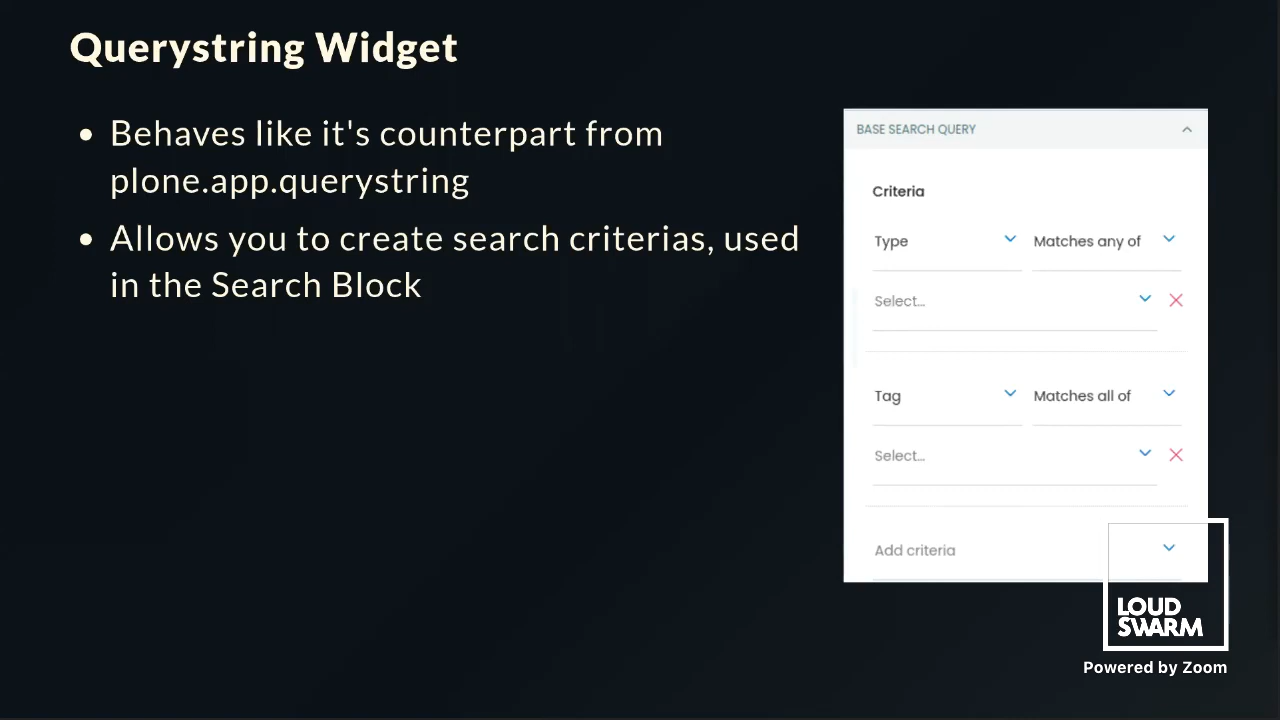 Querystring Widget
• Behaves like it's counterpart from
plone.app.querystring
• Allows you to create search criterias, used
in the Search Block
BASE SEARCH QUERY
Criteria
Type Matches any of
Select...
Tag Matches all of
Select...
Add criteria
LOUD
SWARM
Powered by Zoom